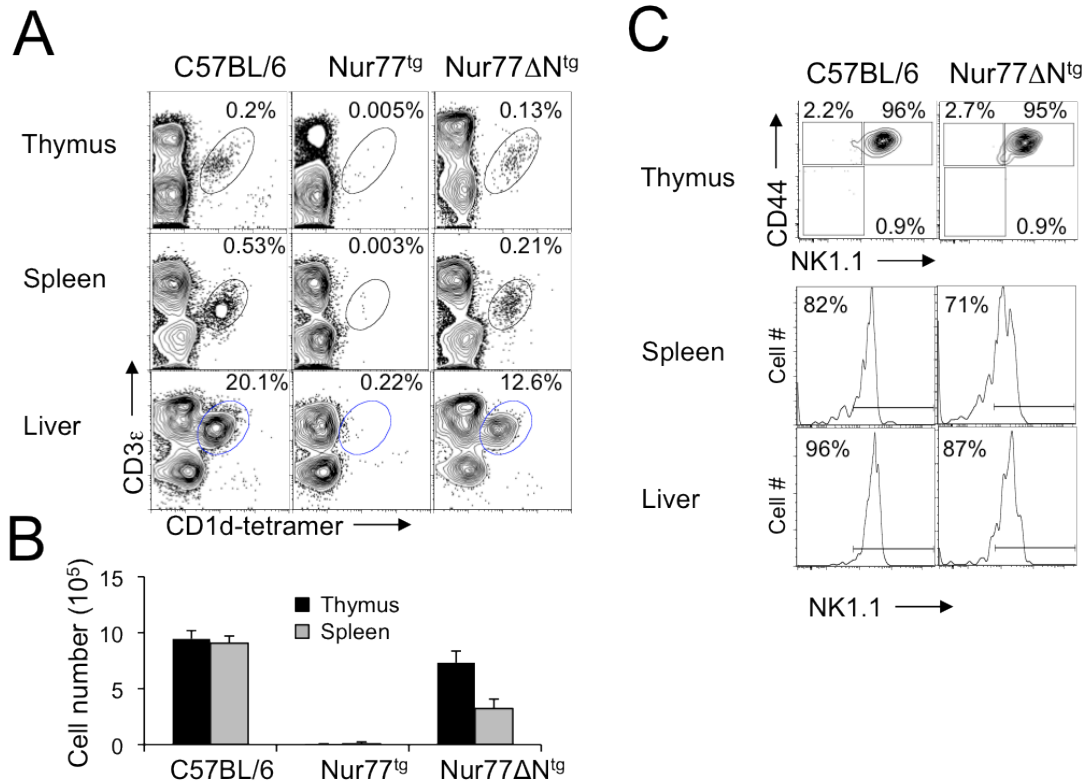 A
C57BL/6 Nur77tg Nur77ΔNtg
Thymus
0.2% 0.005% 0.13%
Spleen
0.53% 0.003% 0.21%
Liver
20.1% 0.22% 12.6%
CD3ε
CD1d-tetramer
B
Cell number (10⁵)
15
10
5
0
Thymus
Spleen
C57BL/6 Nur77tg Nur77ΔNtg
C
C57BL/6 Nur77ΔNtg
Thymus
2.2% 96% 2.7% 95%
0.9% 0.9%
CD44
NK1.1
Spleen
82% 71%
Cell #
Liver
96% 87%
Cell #
NK1.1